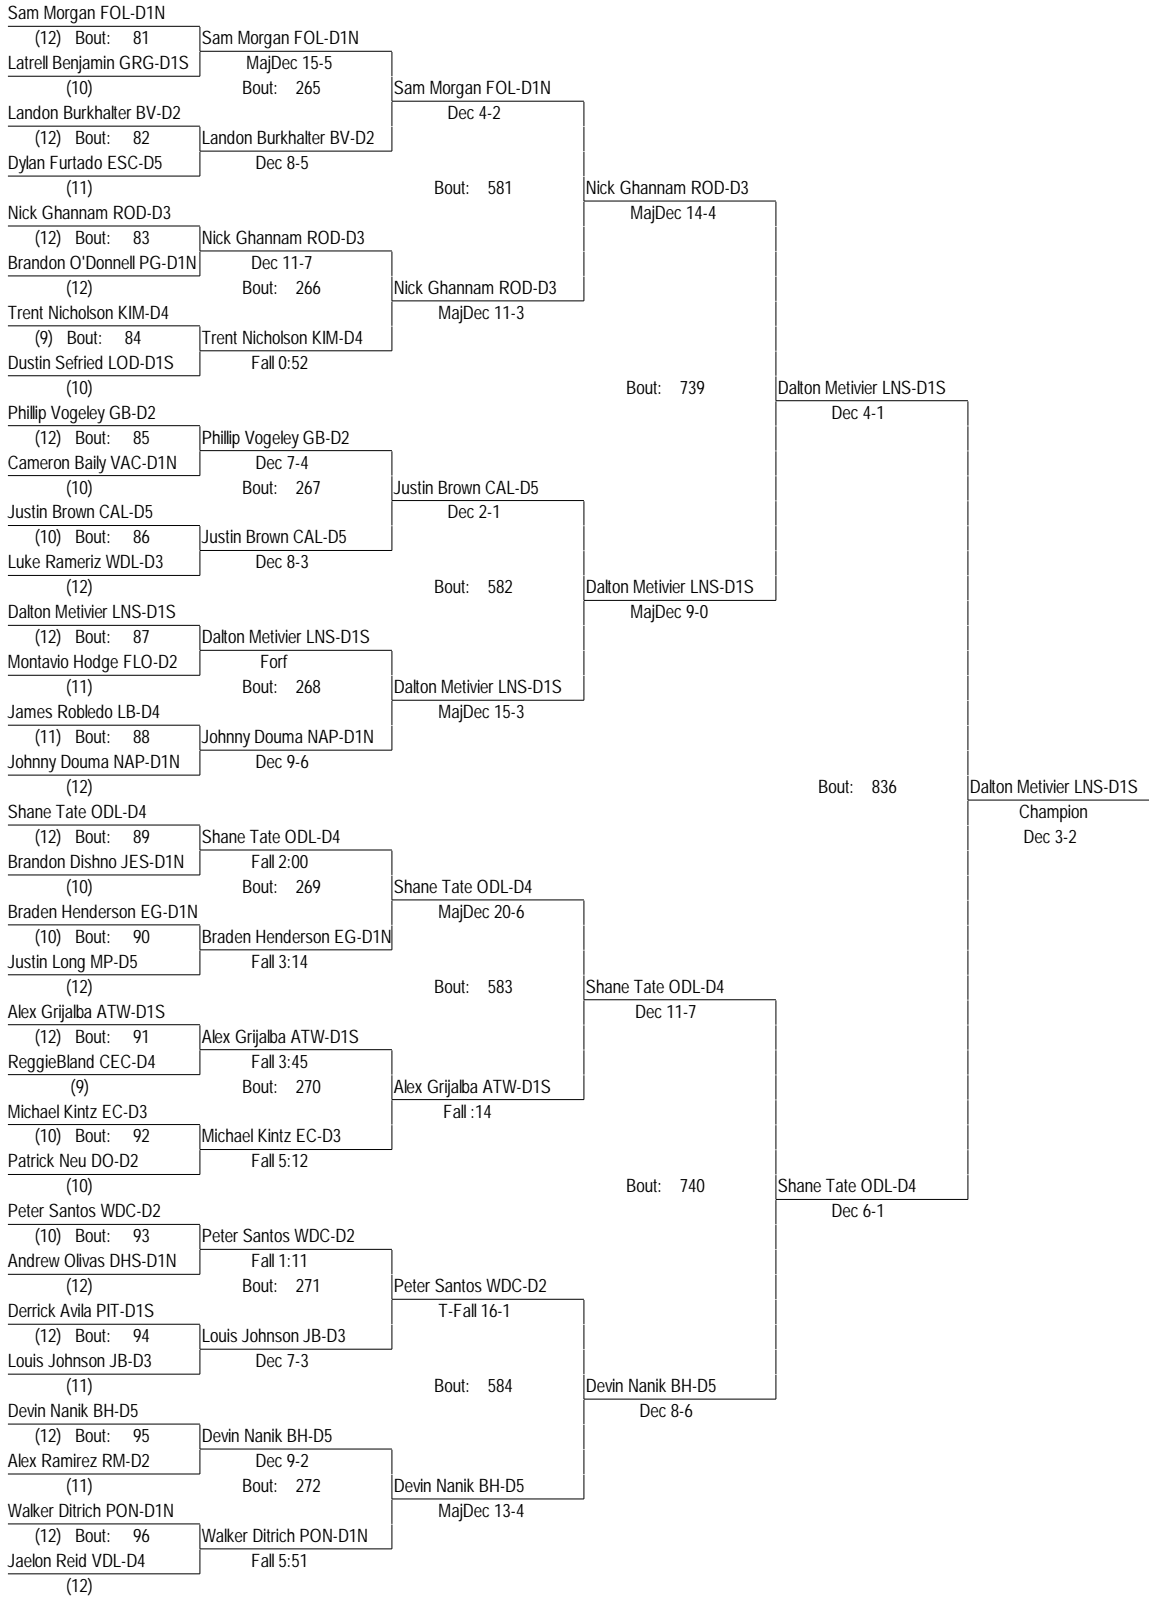 Sam Morgan FOL-D1N
(12) Bout: 81 Sam Morgan FOL-D1N
Latrell Benjamin GRG-D1S MajDec 15-5
(10) Bout: 265 Sam Morgan FOL-D1N
Landon Burkhalter BV-D2 Dec 4-2
(12) Bout: 82 Landon Burkhalter BV-D2
Dylan Furtado ESC-D5 Dec 8-5
(11) Bout: 581 Nick Ghannam ROD-D3
Nick Ghannam ROD-D3 MajDec 14-4
(12) Bout: 83 Nick Ghannam ROD-D3
Brandon O'Donnell PG-D1N Dec 11-7
(12) Bout: 266 Nick Ghannam ROD-D3
Trent Nicholson KIM-D4 MajDec 11-3
(9) Bout: 84 Trent Nicholson KIM-D4
Dustin Sefried LOD-D1S Fall 0:52
(10) Bout: 739 Dalton Metivier LNS-D1S
Phillip Vogeley GB-D2 Dec 4-1
(12) Bout: 85 Phillip Vogeley GB-D2
Cameron Baily VAC-D1N Dec 7-4
(10) Bout: 267 Justin Brown CAL-D5
Justin Brown CAL-D5 Dec 2-1
(10) Bout: 86 Justin Brown CAL-D5
Luke Rameriz WDL-D3 Dec 8-3
(12) Bout: 582 Dalton Metivier LNS-D1S
Dalton Metivier LNS-D1S MajDec 9-0
(12) Bout: 87 Dalton Metivier LNS-D1S
Montavio Hodge FLO-D2 Forf
(11) Bout: 268 Dalton Metivier LNS-D1S
James Robledo LB-D4 MajDec 15-3
(11) Bout: 88 Johnny Douma NAP-D1N
Johnny Douma NAP-D1N Dec 9-6
(12) Bout: 836 Dalton Metivier LNS-D1S
Shane Tate ODL-D4 Champion
(12) Bout: 89 Shane Tate ODL-D4 Dec 3-2
Brandon Dishno JES-D1N Fall 2:00
(10) Bout: 269 Shane Tate ODL-D4
Braden Henderson EG-D1N MajDec 20-6
(10) Bout: 90 Braden Henderson EG-D1N
Justin Long MP-D5 Fall 3:14
(12) Bout: 583 Shane Tate ODL-D4
Alex Grijalba ATW-D1S Dec 11-7
(12) Bout: 91 Alex Grijalba ATW-D1S
ReggieBland CEC-D4 Fall 3:45
(9) Bout: 270 Alex Grijalba ATW-D1S
Michael Kintz EC-D3 Fall :14
(10) Bout: 92 Michael Kintz EC-D3
Patrick Neu DO-D2 Fall 5:12
(10) Bout: 740 Shane Tate ODL-D4
Peter Santos WDC-D2 Dec 6-1
(10) Bout: 93 Peter Santos WDC-D2
Andrew Olivas DHS-D1N Fall 1:11
(12) Bout: 271 Peter Santos WDC-D2
Derrick Avila PIT-D1S T-Fall 16-1
(12) Bout: 94 Louis Johnson JB-D3
Louis Johnson JB-D3 Dec 7-3
(11) Bout: 584 Devin Nanik BH-D5
Devin Nanik BH-D5 Dec 8-6
(12) Bout: 95 Devin Nanik BH-D5
Alex Ramirez RM-D2 Dec 9-2
(11) Bout: 272 Devin Nanik BH-D5
Walker Ditrich PON-D1N MajDec 13-4
(12) Bout: 96 Walker Ditrich PON-D1N
Jaelon Reid VDL-D4 Fall 5:51
(12)